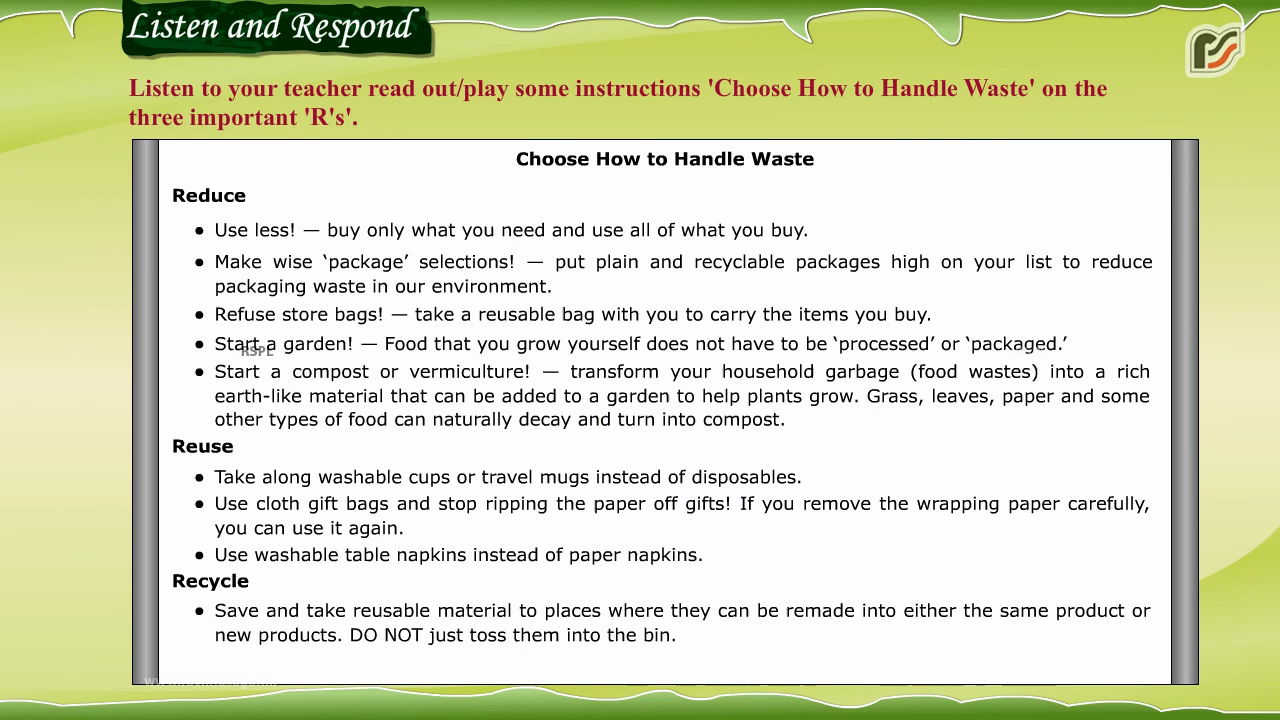 Listen and Respond
Listen to your teacher read out/play some instructions 'Choose How to Handle Waste' on the
three important 'R's'.
Choose How to Handle Waste
Reduce
● Use less! — buy only what you need and use all of what you buy.
● Make wise ‘package’ selections! — put plain and recyclable packages high on your list to reduce
packaging waste in our environment.
● Refuse store bags! — take a reusable bag with you to carry the items you buy.
● Start a garden! — Food that you grow yourself does not have to be ‘processed’ or ‘packaged.’
RSPL
● Start a compost or vermiculture! — transform your household garbage (food wastes) into a rich
earth-like material that can be added to a garden to help plants grow. Grass, leaves, paper and some
other types of food can naturally decay and turn into compost.
Reuse
● Take along washable cups or travel mugs instead of disposables.
● Use cloth gift bags and stop ripping the paper off gifts! If you remove the wrapping paper carefully,
you can use it again.
● Use washable table napkins instead of paper napkins.
Recycle
● Save and take reusable material to places where they can be remade into either the same product or
new products. DO NOT just toss them into the bin.